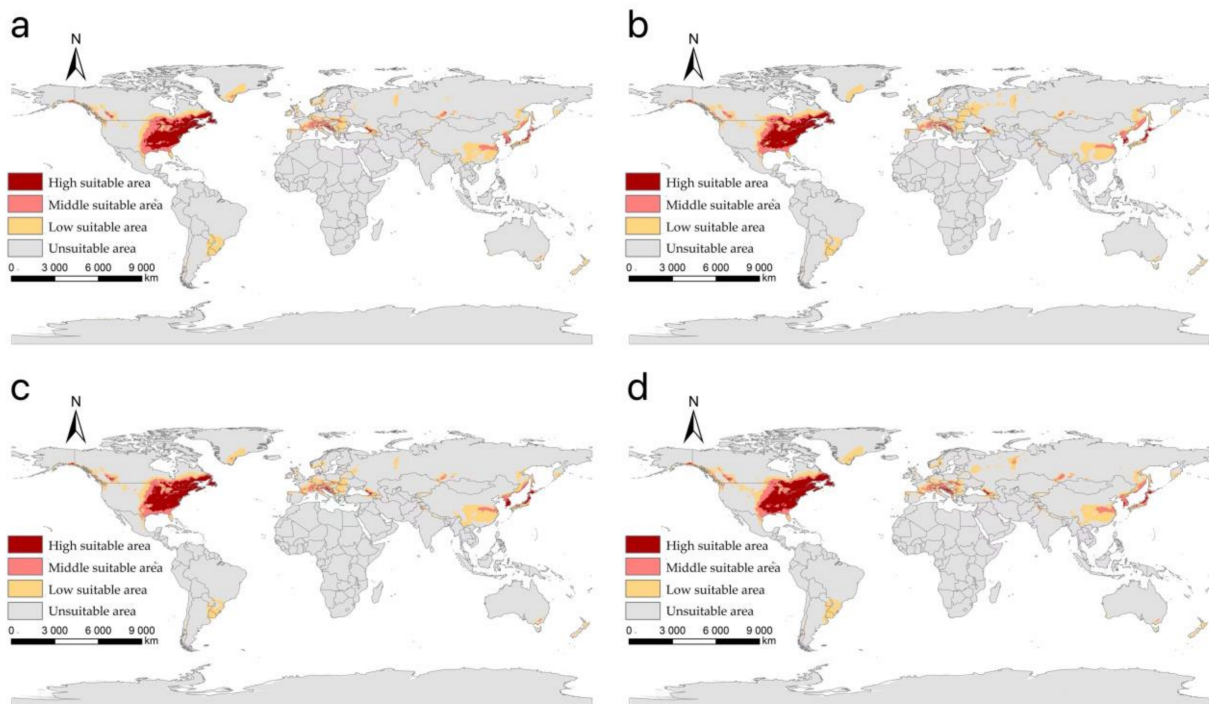 a
N
High suitable area
Middle suitable area
Low suitable area
Unsuitable area
0 3 000 6 000 9 000
km
b
N
High suitable area
Middle suitable area
Low suitable area
Unsuitable area
0 3 000 6 000 9 000
km
c
N
High suitable area
Middle suitable area
Low suitable area
Unsuitable area
0 3 000 6 000 9 000
km
d
N
High suitable area
Middle suitable area
Low suitable area
Unsuitable area
0 3 000 6 000 9 000
km